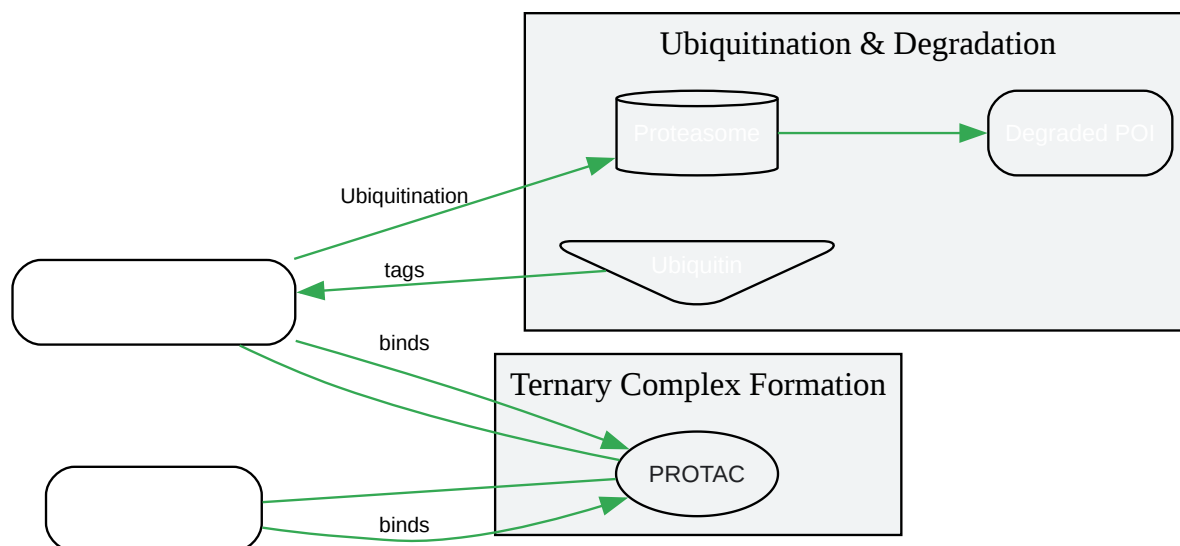 Ubiquitination & Degradation
Proteasome
Degraded POI
Ubiquitination
Ubiquitin
tags
binds
Ternary Complex Formation
PROTAC
binds